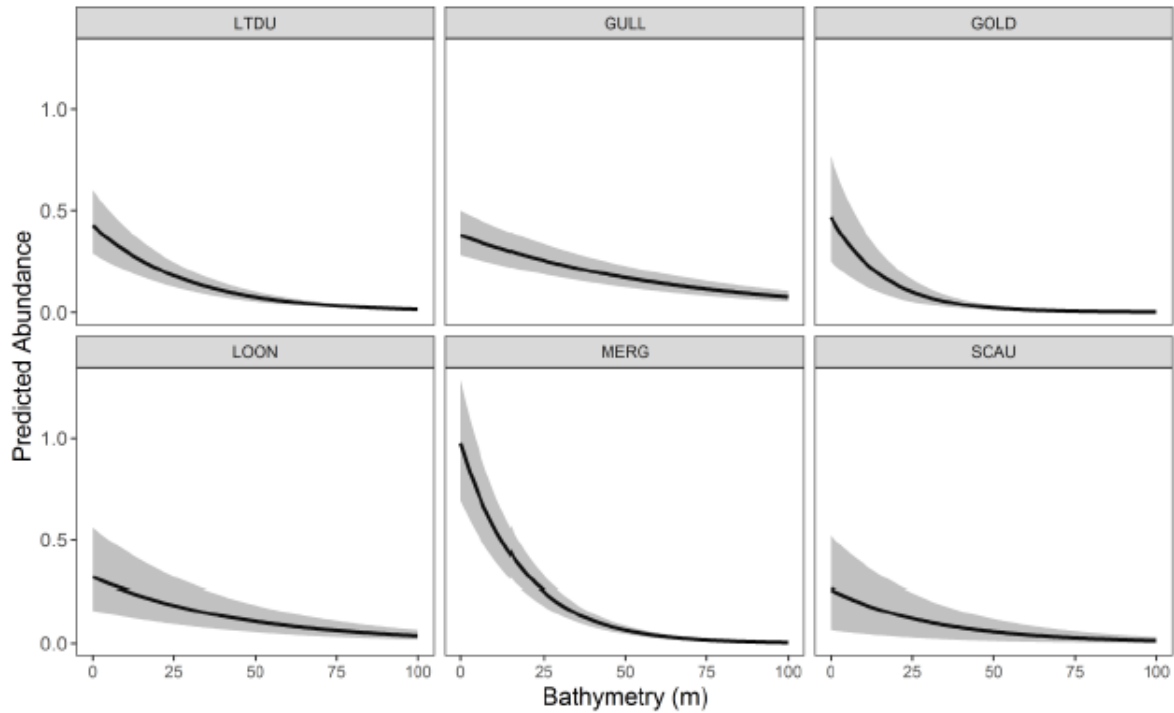 LTDU GULL GOLD
1.0
0.5
0.0
Predicted Abundance
LOON MERG SCAU
1.0
0.5
0.0
0 25 50 75 100 0 25 50 75 100 0 25 50 75 100
Bathymetry (m)